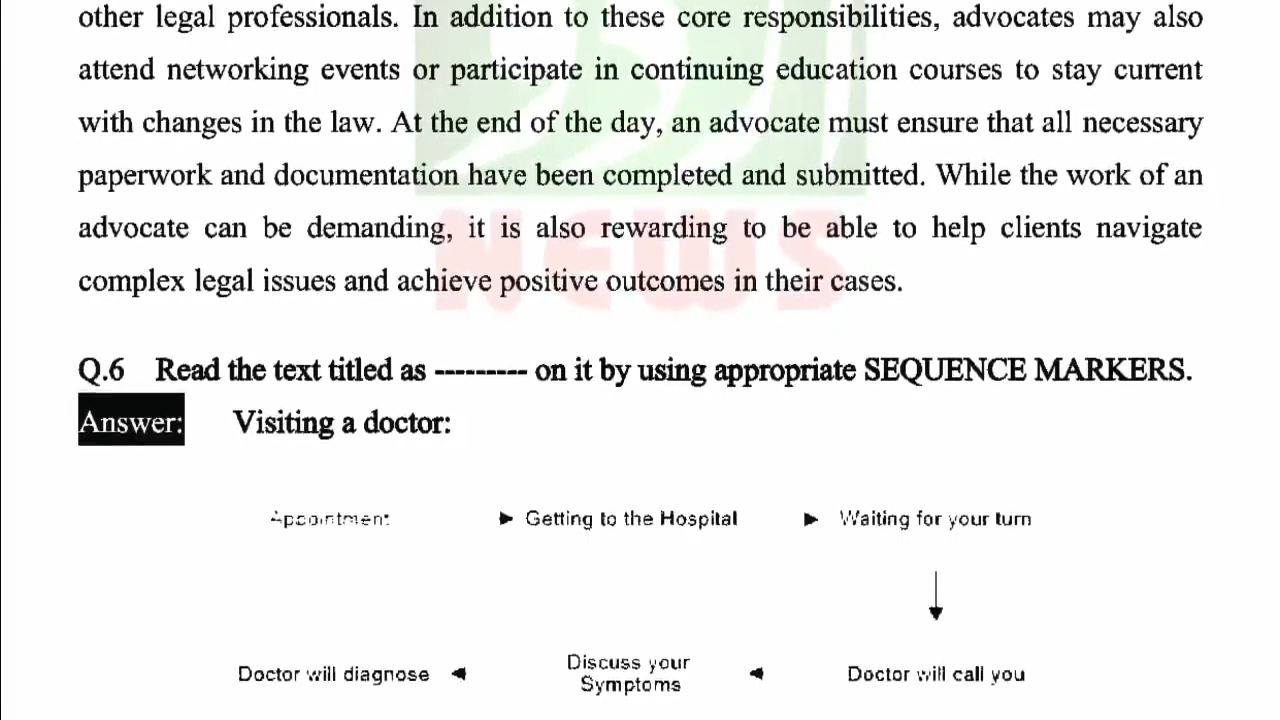 other legal professionals. In addition to these core responsibilities, advocates may also
attend networking events or participate in continuing education courses to stay current
with changes in the law. At the end of the day, an advocate must ensure that all necessary
paperwork and documentation have been completed and submitted. While the work of an
advocate can be demanding, it is also rewarding to be able to help clients navigate
complex legal issues and achieve positive outcomes in their cases.
NEWS
Q.6 Read the text titled as --------- on it by using appropriate SEQUENCE MARKERS.
Answer: Visiting a doctor:
Appointment ► Getting to the Hospital ► Waiting for your turn
Doctor will diagnose ◄ Discuss your Symptoms ◄ Doctor will call you